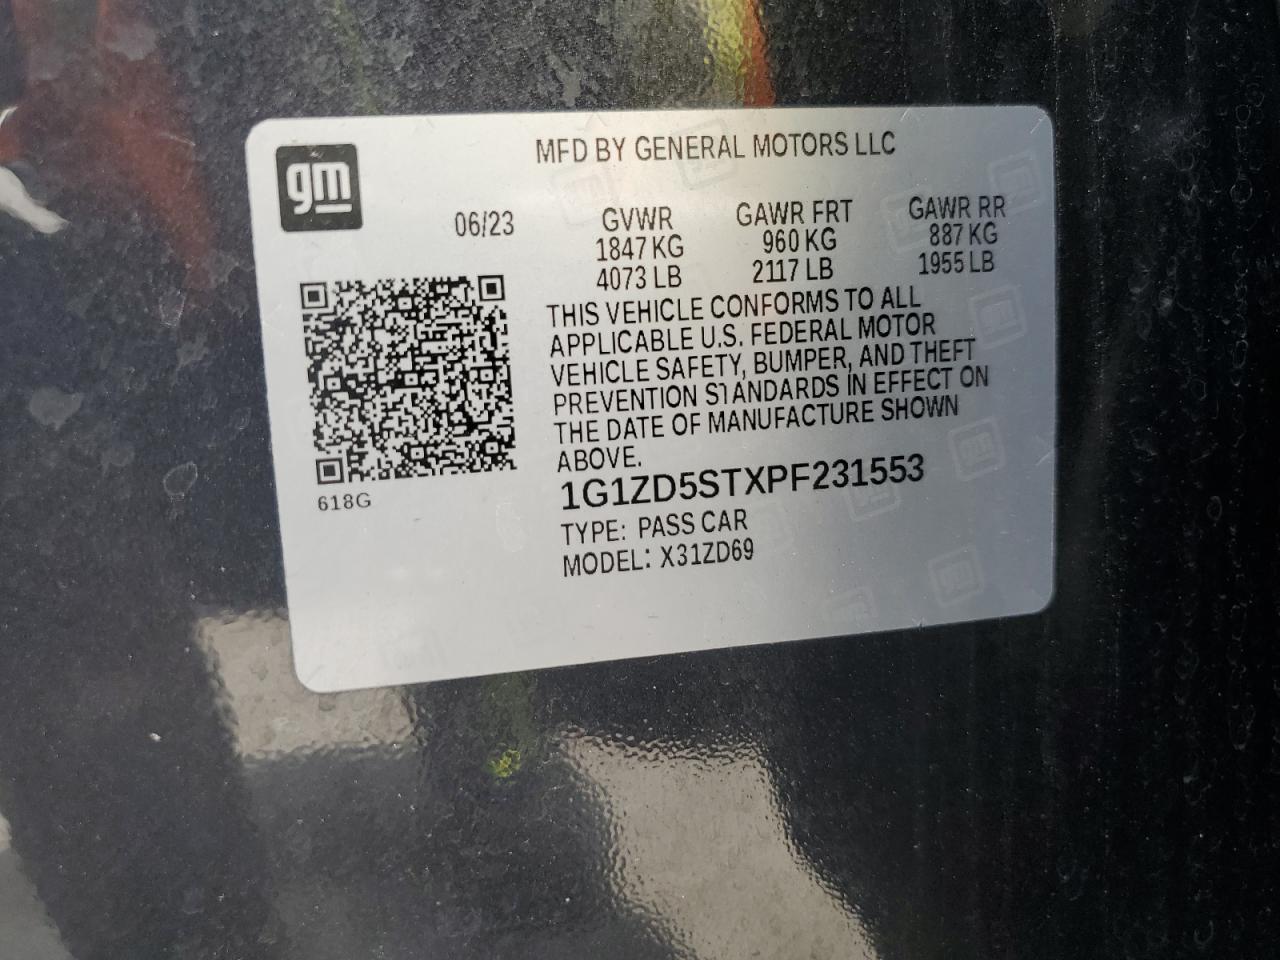 gm
MFD BY GENERAL MOTORS LLC
06/23 GVWR GAWR FRT GAWR RR
1847 KG 960 KG 887 KG
4073 LB 2117 LB 1955 LB
THIS VEHICLE CONFORMS TO ALL
APPLICABLE U.S. FEDERAL MOTOR
VEHICLE SAFETY, BUMPER, AND THEFT
PREVENTION STANDARDS IN EFFECT ON
THE DATE OF MANUFACTURE SHOWN
ABOVE.
618G
1G1ZD5STXPF231553
TYPE: PASS CAR
MODEL: X31ZD69